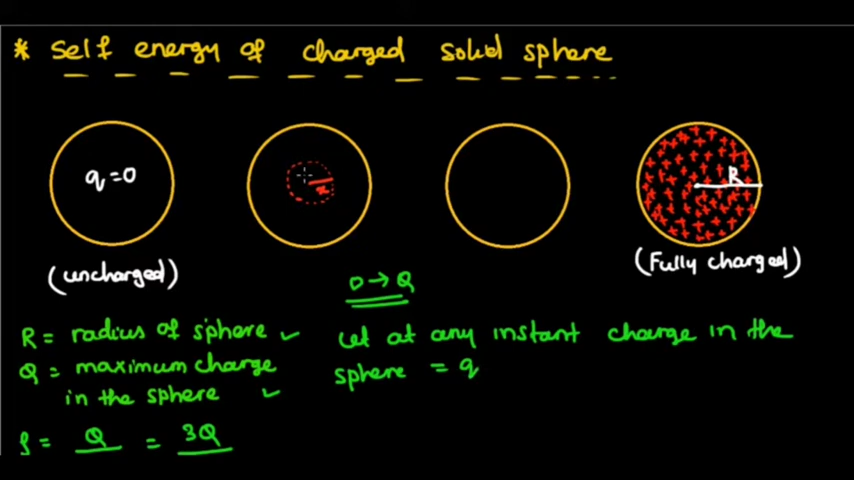 * Self energy of charged solid sphere
q = 0
x
R
(uncharged)
(Fully charged)
0 → Q
R = radius of sphere ✓
Q = maximum charge
in the sphere ✓
Let at any instant charge in the
sphere = q
ρ = Q = 3Q